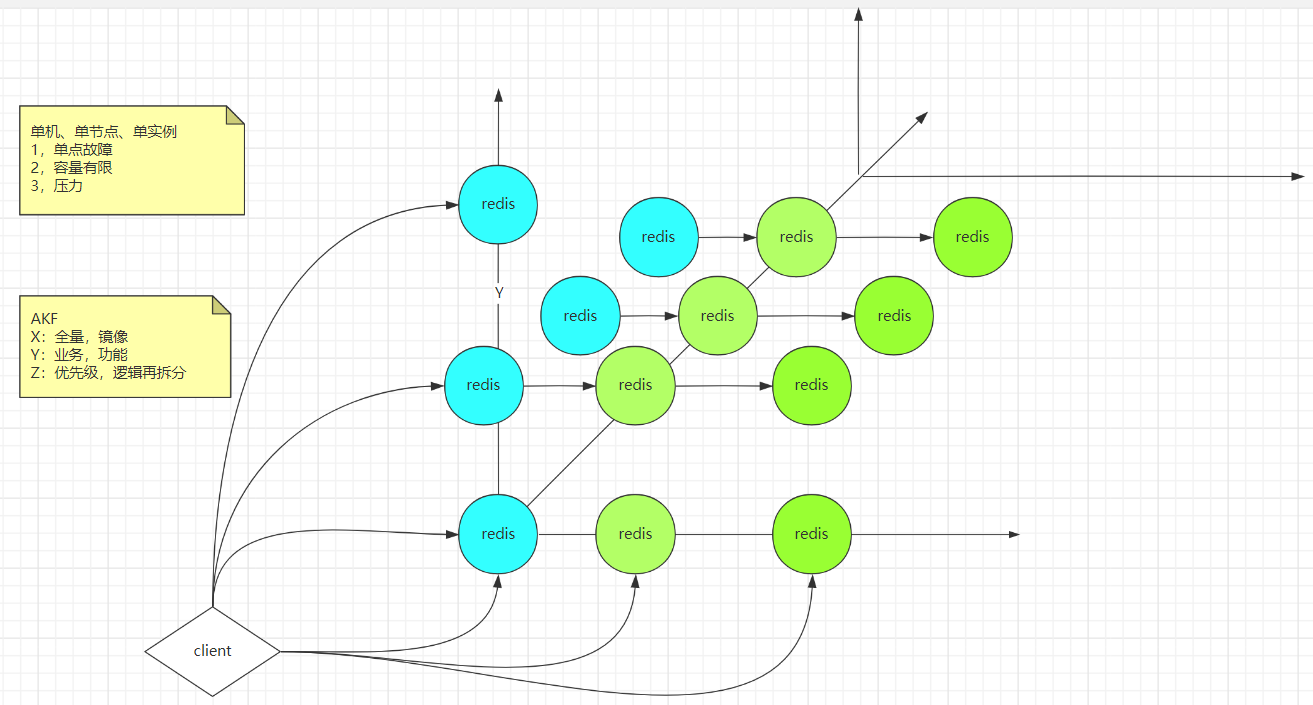 单机、单节点、单实例
1，单点故障
2，容量有限
3，压力
redis
redis
redis
redis
Y
redis
redis
redis
AKF
X：全量，镜像
Y：业务，功能
Z：优先级，逻辑再拆分
redis
redis
redis
redis
redis
redis
client